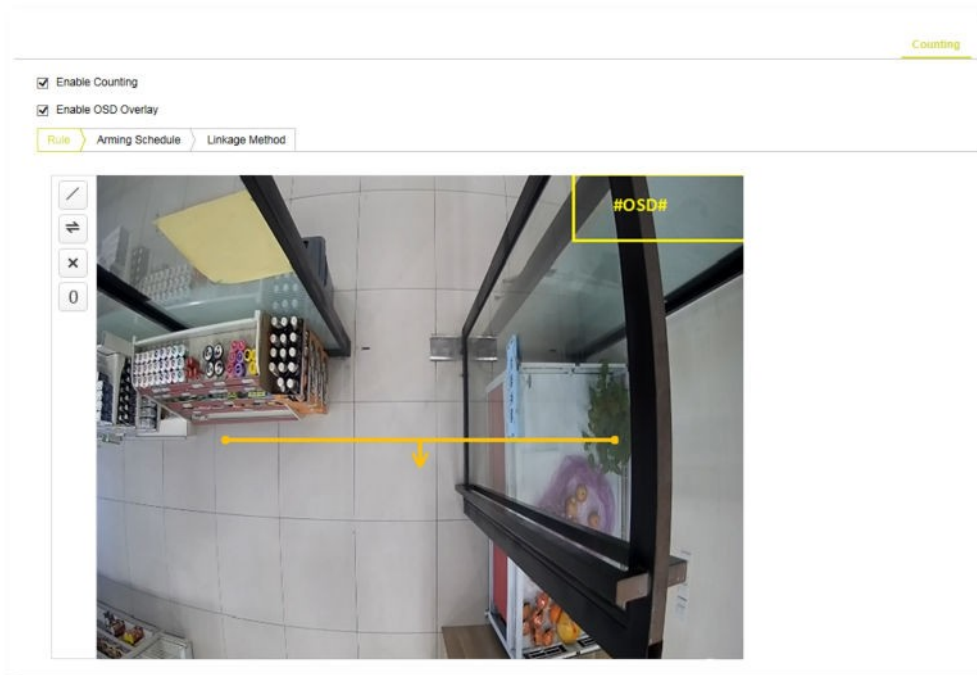 Counting
Enable Counting
Enable OSD Overlay
Rule
Arming Schedule
Linkage Method
#OSD#
0